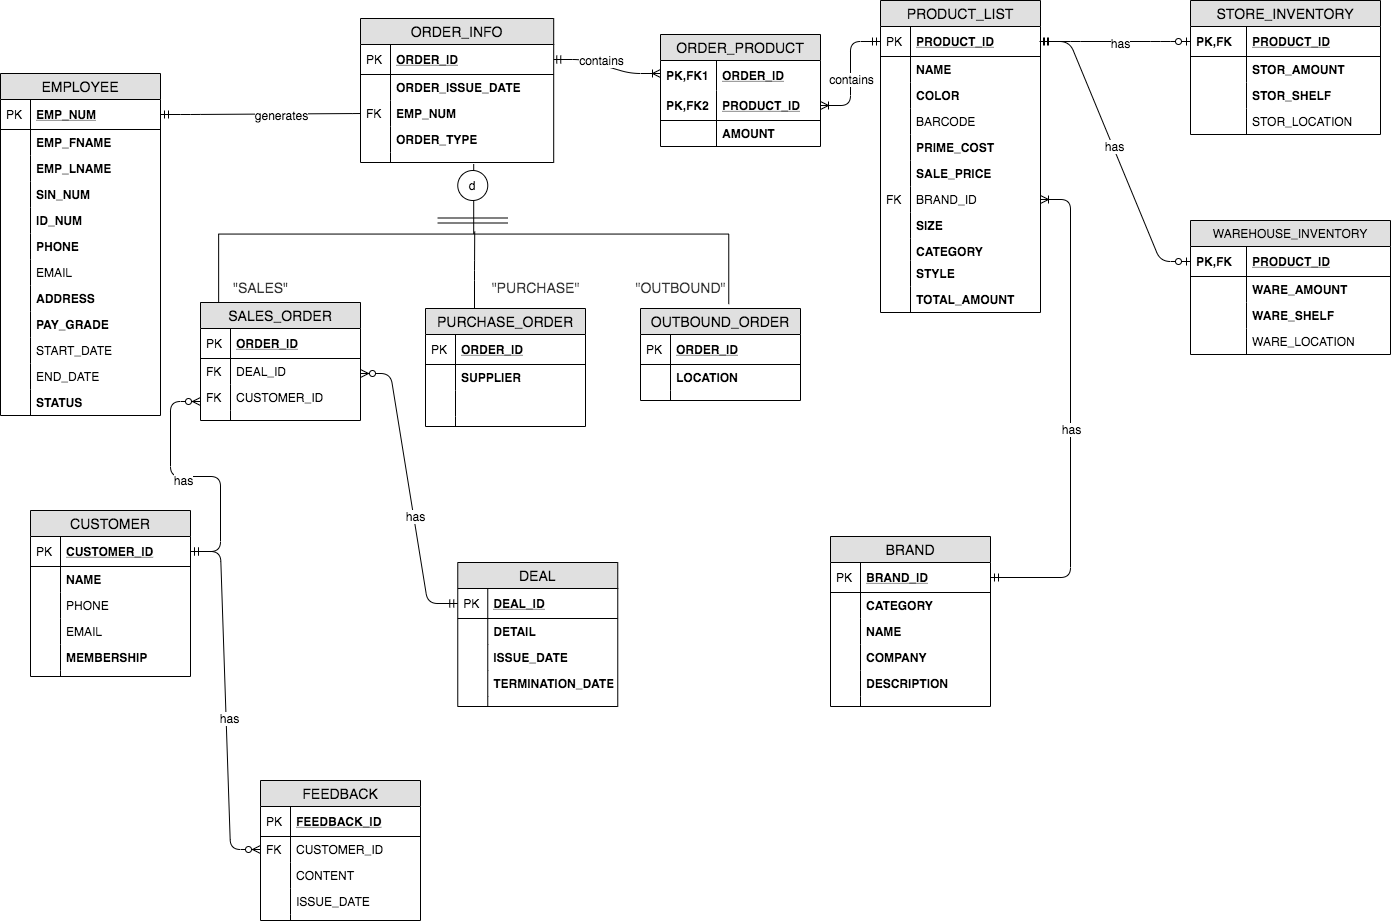 EMPLOYEE
PK EMP_NUM
EMP_FNAME
EMP_LNAME
SIN_NUM
ID_NUM
PHONE
EMAIL
ADDRESS
PAY_GRADE
START_DATE
END_DATE
STATUS
generates
ORDER_INFO
PK ORDER_ID
ORDER_ISSUE_DATE
FK EMP_NUM
ORDER_TYPE
d
contains
ORDER_PRODUCT
PK,FK1 ORDER_ID
PK,FK2 PRODUCT_ID
AMOUNT
contains
PRODUCT_LIST
PK PRODUCT_ID
NAME
COLOR
BARCODE
PRIME_COST
SALE_PRICE
FK BRAND_ID
SIZE
CATEGORY
STYLE
TOTAL_AMOUNT
has
STORE_INVENTORY
PK,FK PRODUCT_ID
STOR_AMOUNT
STOR_SHELF
STOR_LOCATION
has
WAREHOUSE_INVENTORY
PK,FK PRODUCT_ID
WARE_AMOUNT
WARE_SHELF
WARE_LOCATION
"SALES"
SALES_ORDER
PK ORDER_ID
FK DEAL_ID
FK CUSTOMER_ID
"PURCHASE"
PURCHASE_ORDER
PK ORDER_ID
SUPPLIER
"OUTBOUND"
OUTBOUND_ORDER
PK ORDER_ID
LOCATION
has
has
has
CUSTOMER
PK CUSTOMER_ID
NAME
PHONE
EMAIL
MEMBERSHIP
DEAL
PK DEAL_ID
DETAIL
ISSUE_DATE
TERMINATION_DATE
BRAND
PK BRAND_ID
CATEGORY
NAME
COMPANY
DESCRIPTION
has
FEEDBACK
PK FEEDBACK_ID
FK CUSTOMER_ID
CONTENT
ISSUE_DATE